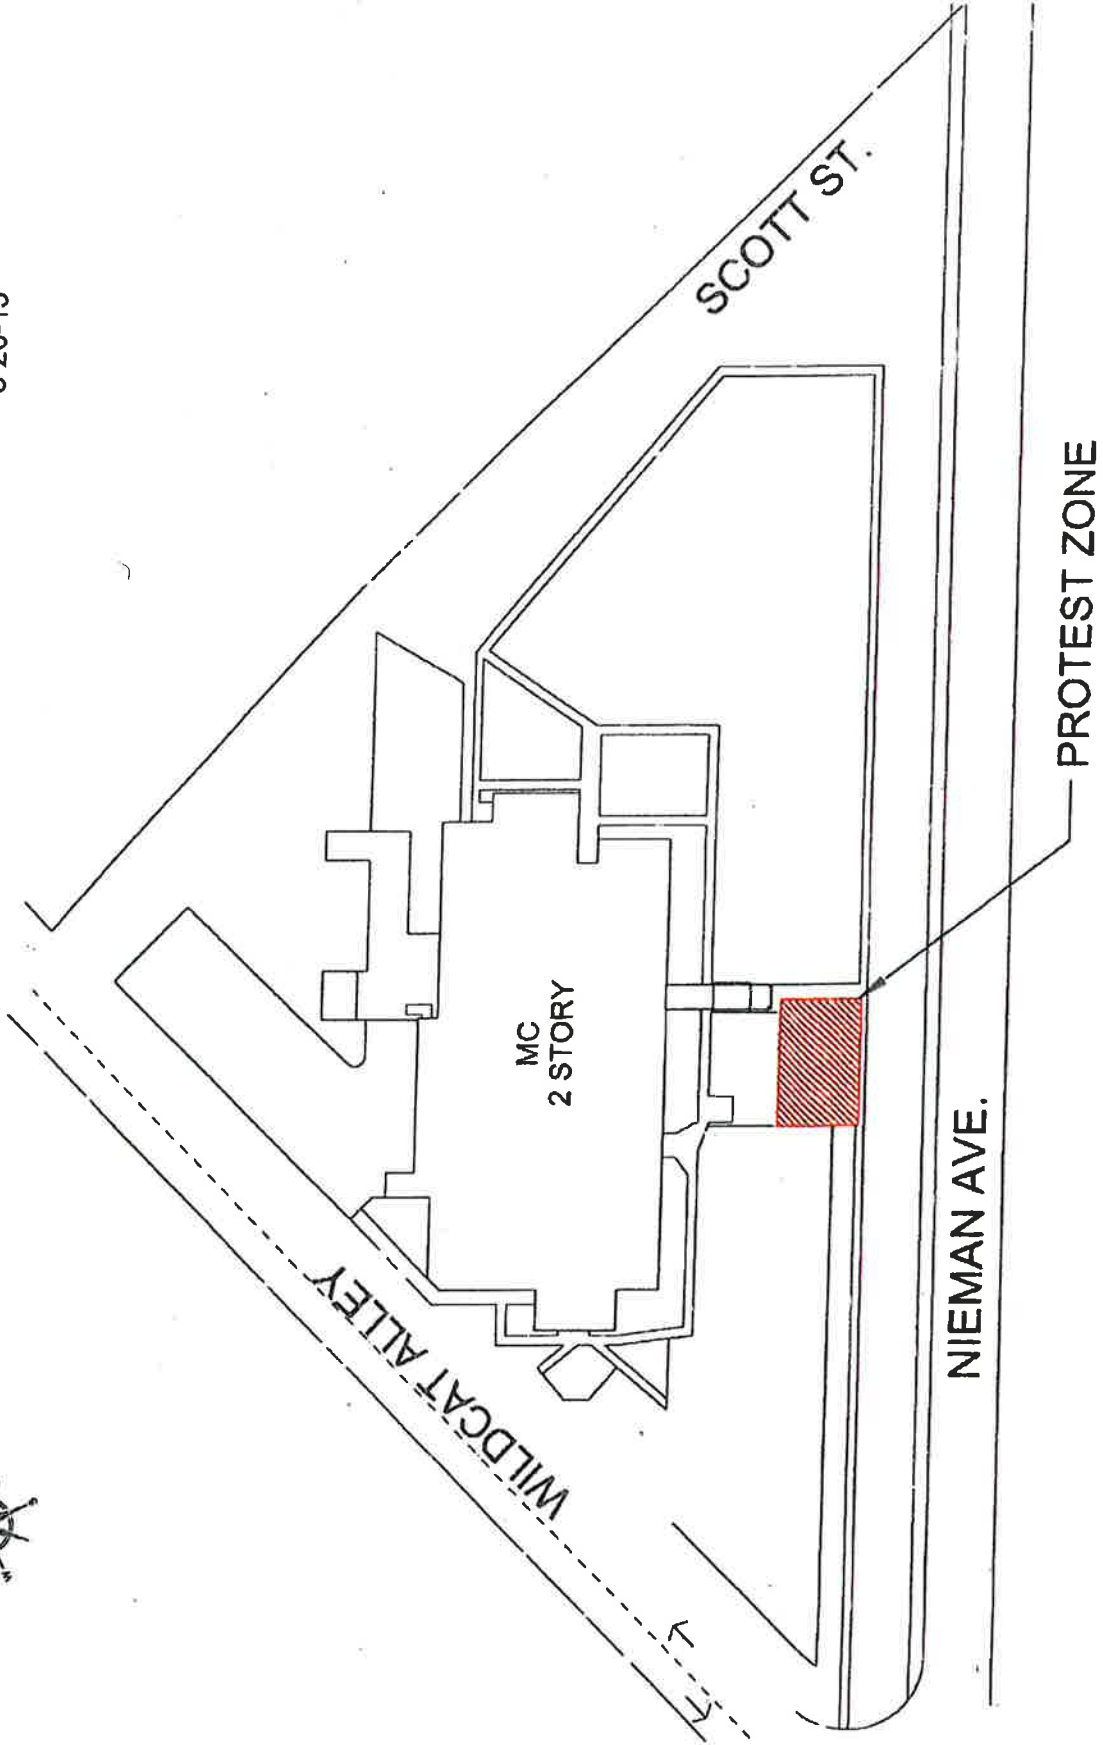 SCOTT ST.
MC
2 STORY
WILDCAT ALLEY
NIEMAN AVE.
PROTEST ZONE